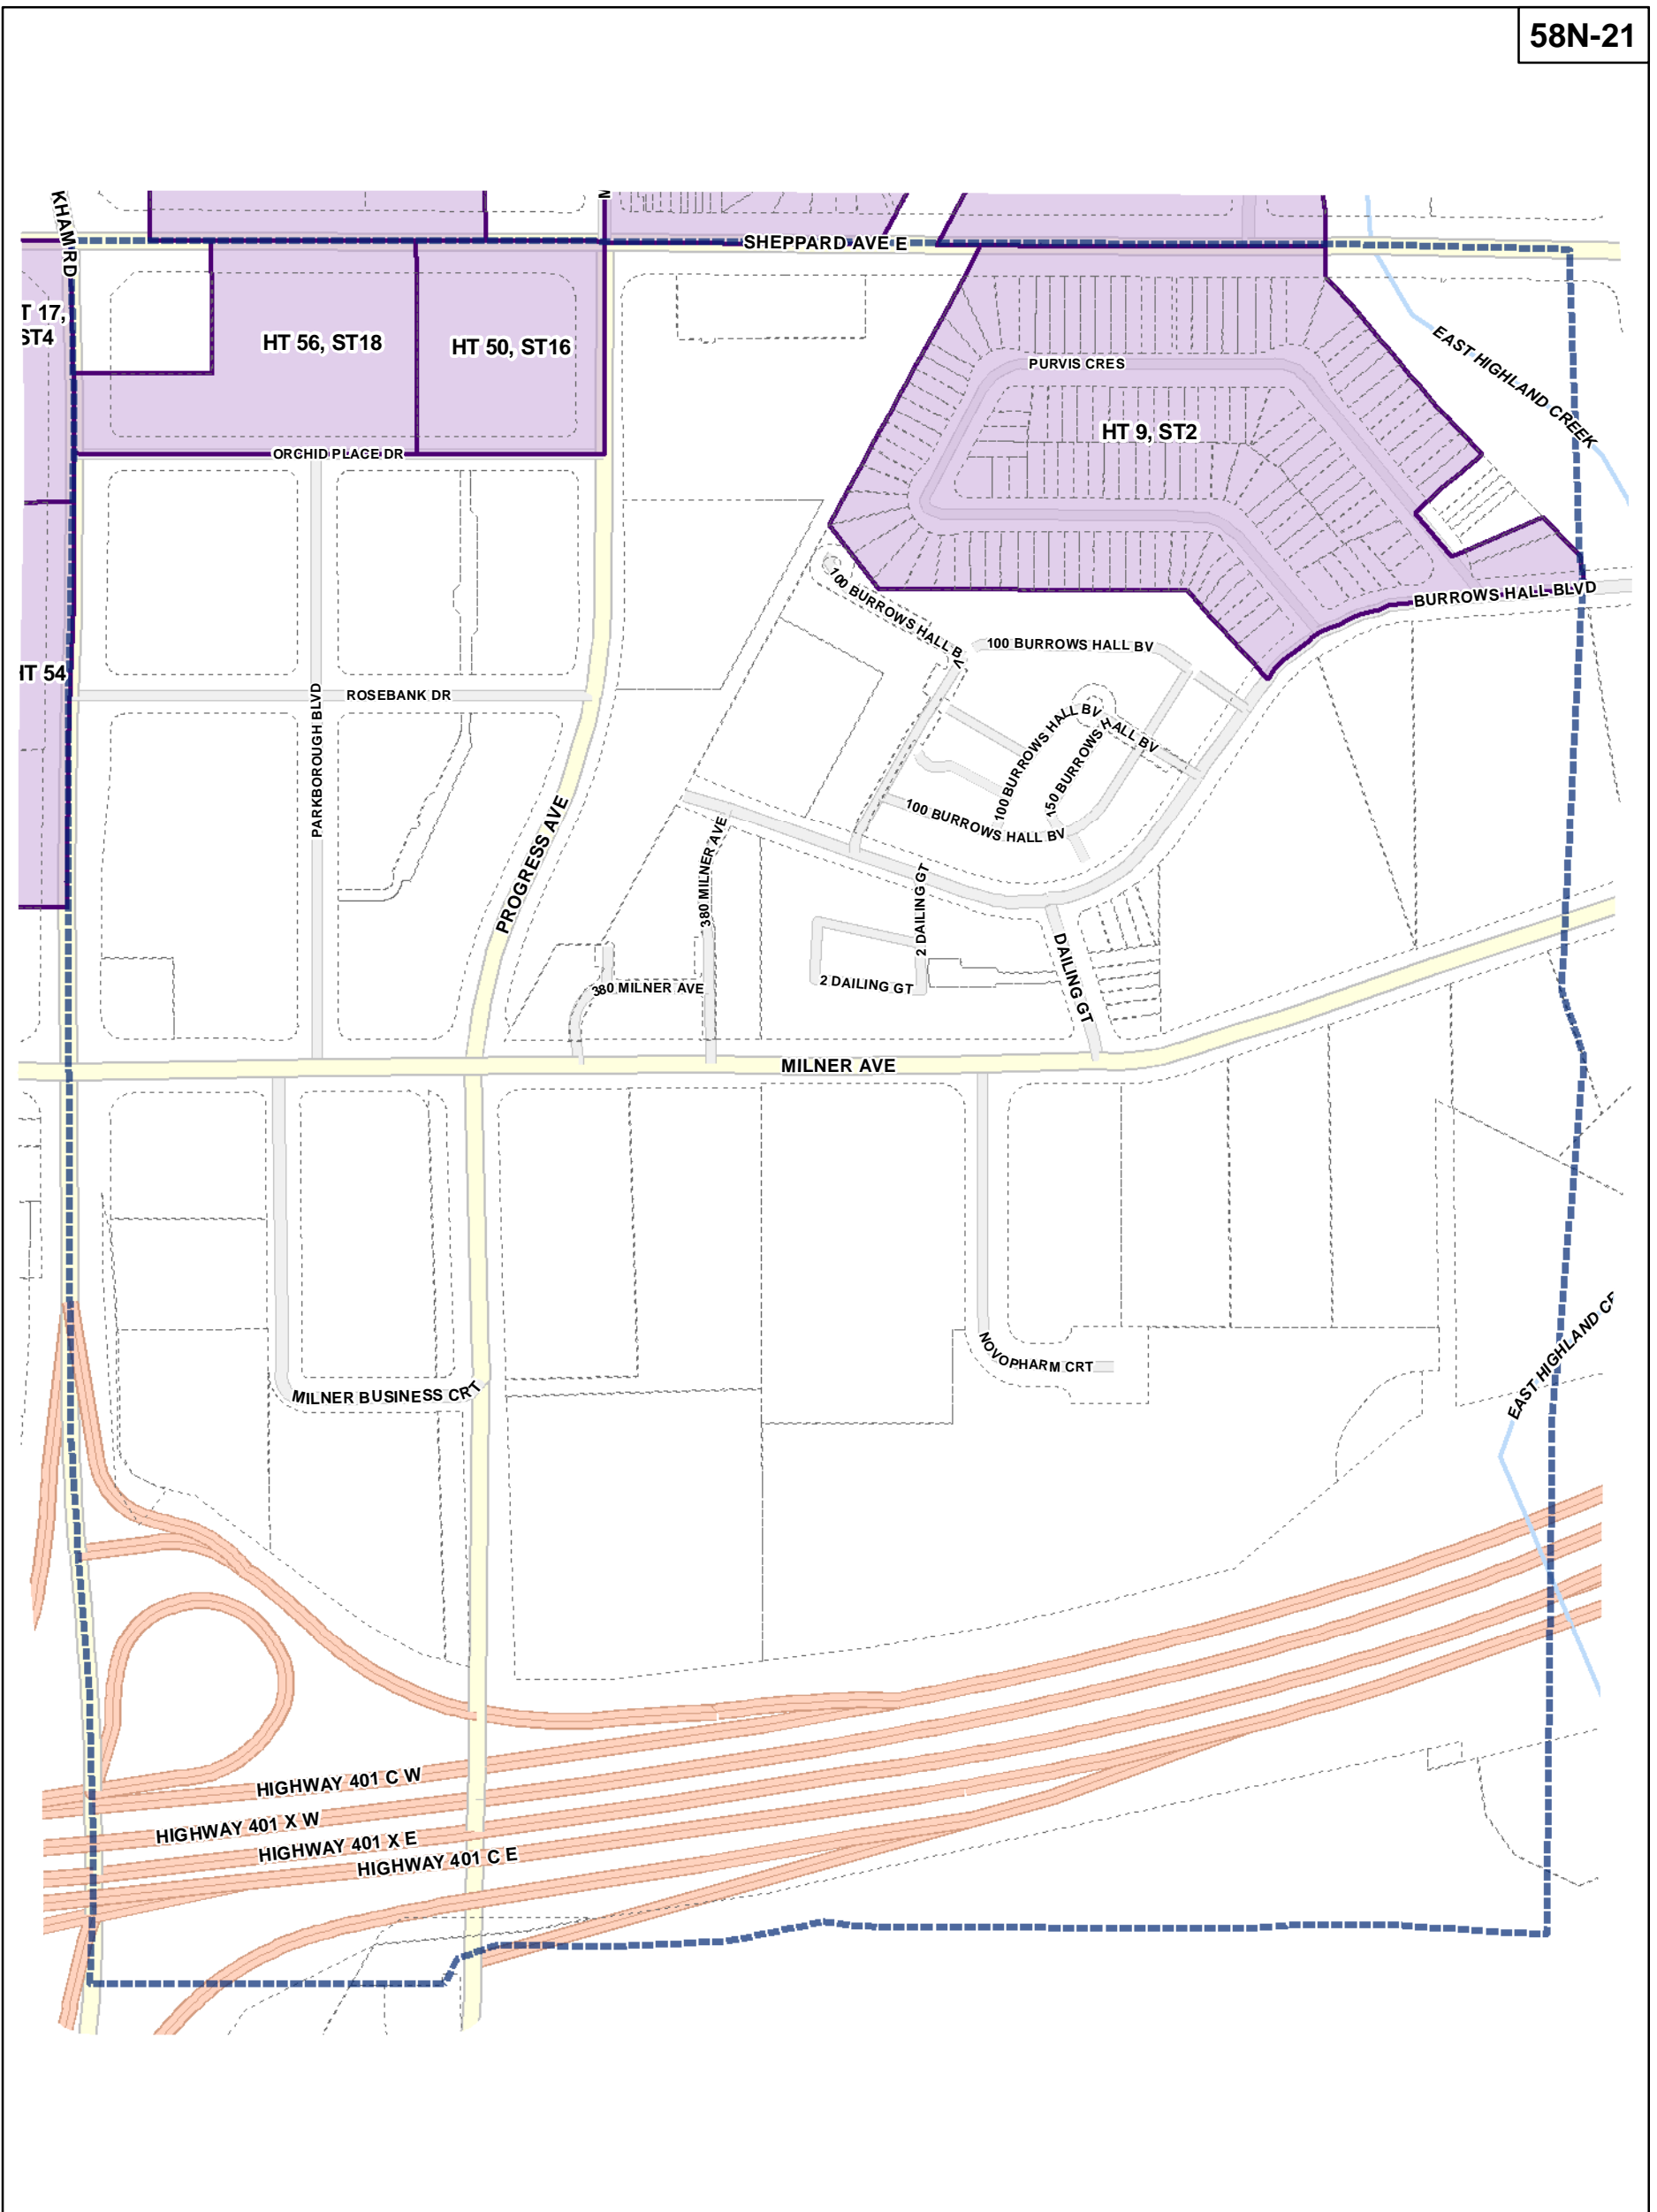 58N-21
KHAM RD
SHEPPARD AVE E
T 17,
ST4
HT 56, ST18
HT 50, ST16
PURVIS CRES
EAST HIGHLAND CREEK
HT 9, ST2
ORCHID PLACE DR
100 BURROWS HALL BV
BURROWS HALL BLVD
100 BURROWS HALL BV
HT 54
ROSEBANK DR
PARKBOROUGH BLVD
100 BURROWS HALL BV
150 BURROWS HALL BV
100 BURROWS HALL BV
PROGRESS AVE
380 MILNER AVE
2 DAILING GT
DAILING GT
380 MILNER AVE
2 DAILING GT
MILNER AVE
NOVOPHARM CRT
MILNER BUSINESS CRT
EAST HIGHLAND CR
HIGHWAY 401 C W
HIGHWAY 401 X W
HIGHWAY 401 X E
HIGHWAY 401 C E